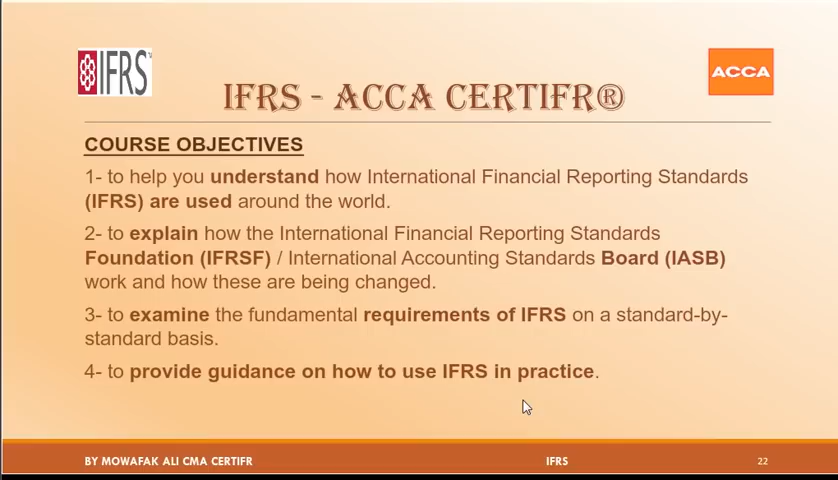 IFRS
ACCA
IFRS - ACCA CERTIFR®
COURSE OBJECTIVES
1- to help you understand how International Financial Reporting Standards
(IFRS) are used around the world.
2- to explain how the International Financial Reporting Standards
Foundation (IFRSF) / International Accounting Standards Board (IASB)
work and how these are being changed.
3- to examine the fundamental requirements of IFRS on a standard-by-
standard basis.
4- to provide guidance on how to use IFRS in practice.
BY MOWAFAK ALI CMA CERTIFR IFRS 22